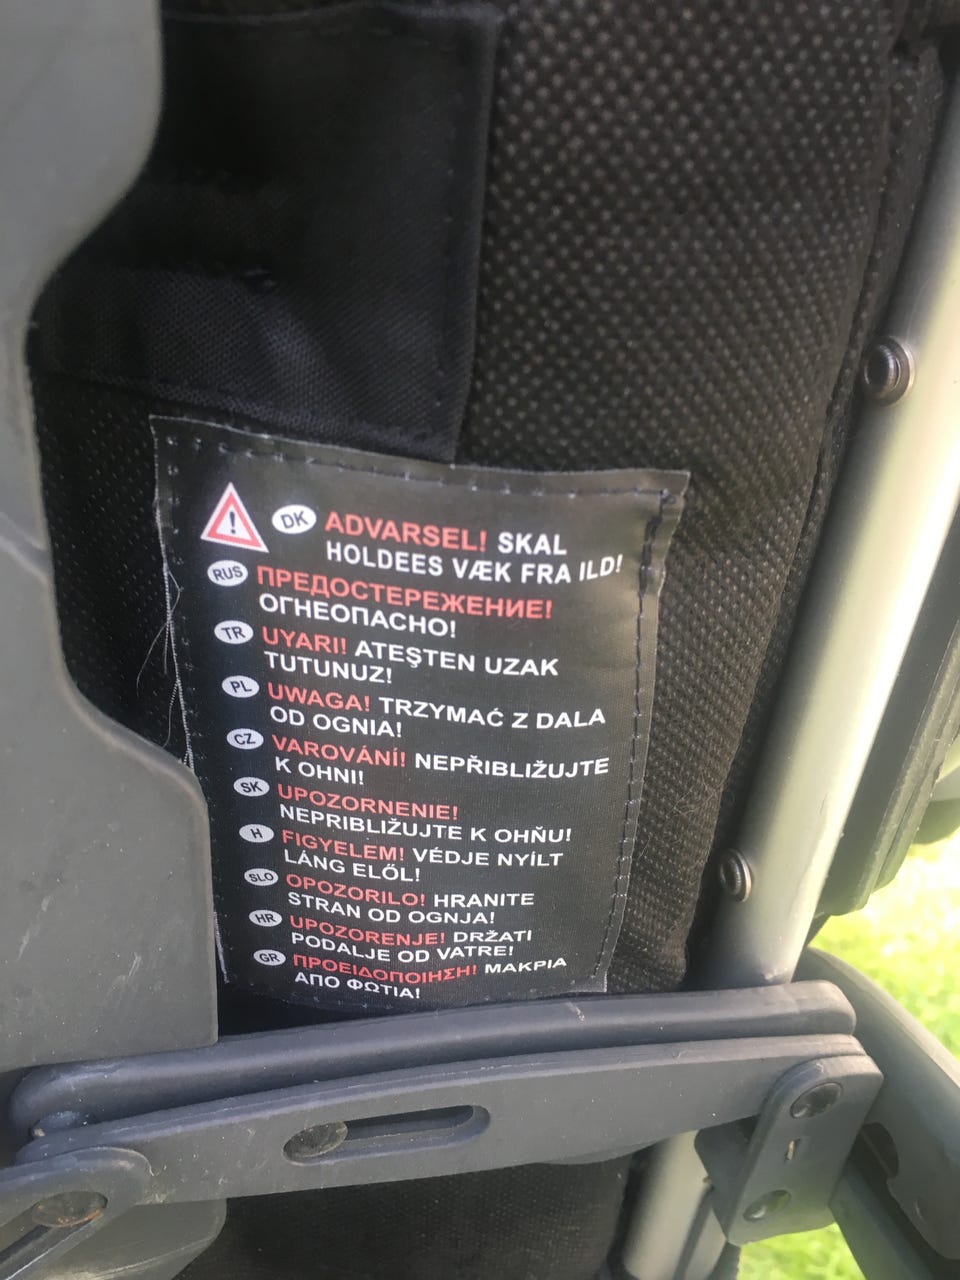 ! DK ADVARSEL! SKAL
HOLDEES VÆK FRA ILD!
RUS ПРЕДОСТЕРЕЖЕНИЕ!
ОГНЕОПАСНО!
TR UYARI! ATEŞTEN UZAK
TUTUNUZ!
PL UWAGA! TRZYMAĆ Z DALA
OD OGNIA!
CZ VAROVÁNÍ! NEPŘIBLIŽUJTE
K OHNI!
SK UPOZORNENIE!
NEPRIBLIŽUJTE K OHŇU!
H FIGYELEM! VÉDJE NYÍLT
LÁNG ELŐL!
SLO OPOZORILO! HRANITE
STRAN OD OGNJA!
HR UPOZORENJE! DRŽATI
PODALJE OD VATRE!
GR ΠΡΟΕΙΔΟΠΟΙΗΣΗ! ΜΑΚΡΙΑ
ΑΠΟ ΦΩΤΙΑ!